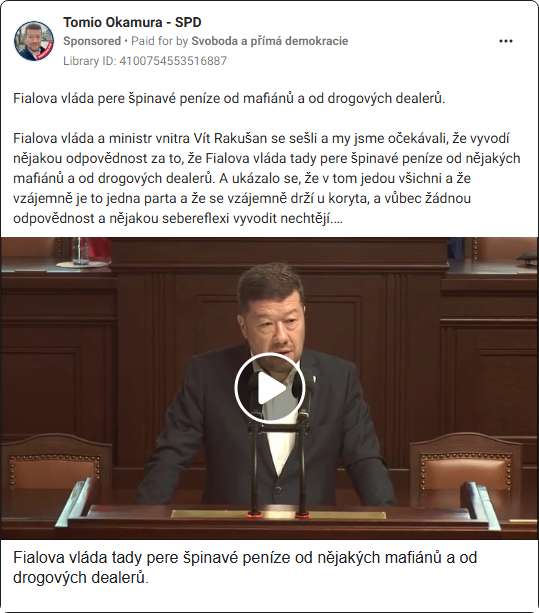 Tomio Okamura - SPD
Sponsored • Paid for by Svoboda a přímá demokracie
Library ID: 4100754553516887
Fialova vláda pere špinavé peníze od mafiánů a od drogových dealerů.
Fialova vláda a ministr vnitra Vít Rakušan se sešli a my jsme očekávali, že vyvodí
nějakou odpovědnost za to, že Fialova vláda tady pere špinavé peníze od nějakých
mafiánů a od drogových dealerů. A ukázalo se, že v tom jedou všichni a že
vzájemně je to jedna parta a že se vzájemně drží u koryta, a vůbec žádnou
odpovědnost a nějakou sebereflexi vyvodit nechtějí....
Fialova vláda tady pere špinavé peníze od nějakých mafiánů a od
drogových dealerů.